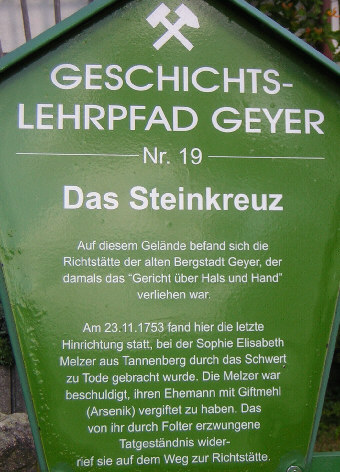 GESCHICHTS-
LEHRPFAD GEYER
Nr. 19
Das Steinkreuz
Auf diesem Gelände befand sich die
Richtstätte der alten Bergstadt Geyer, der
damals das "Gericht über Hals und Hand"
verliehen war.
Am 23.11.1753 fand hier die letzte
Hinrichtung statt, bei der Sophie Elisabeth
Melzer aus Tannenberg durch das Schwert
zu Tode gebracht wurde. Die Melzer war
beschuldigt, ihren Ehemann mit Giftmehl
(Arsenik) vergiftet zu haben. Das
von ihr durch Folter erzwungene
Tatgeständnis wider-
rief sie auf dem Weg zur Richtstätte.